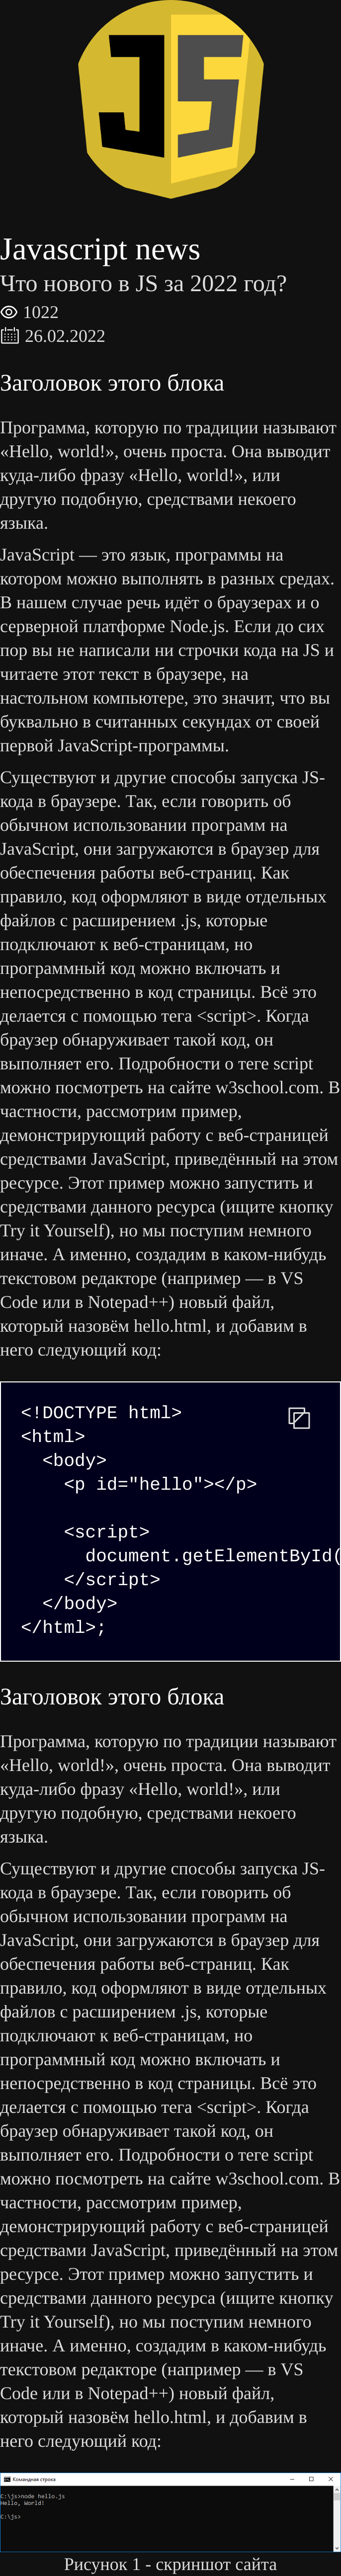 JS
Javascript news
Что нового в JS за 2022 год?
1022
26.02.2022
Заголовок этого блока
Программа, которую по традиции называют
«Hello, world!», очень проста. Она выводит
куда-либо фразу «Hello, world!», или
другую подобную, средствами некоего
языка.
JavaScript — это язык, программы на
котором можно выполнять в разных средах.
В нашем случае речь идёт о браузерах и о
серверной платформе Node.js. Если до сих
пор вы не написали ни строчки кода на JS и
читаете этот текст в браузере, на
настольном компьютере, это значит, что вы
буквально в считанных секундах от своей
первой JavaScript-программы.
Существуют и другие способы запуска JS-
кода в браузере. Так, если говорить об
обычном использовании программ на
JavaScript, они загружаются в браузер для
обеспечения работы веб-страниц. Как
правило, код оформляют в виде отдельных
файлов с расширением .js, которые
подключают к веб-страницам, но
программный код можно включать и
непосредственно в код страницы. Всё это
делается с помощью тега <script>. Когда
браузер обнаруживает такой код, он
выполняет его. Подробности о теге script
можно посмотреть на сайте w3school.com. В
частности, рассмотрим пример,
демонстрирующий работу с веб-страницей
средствами JavaScript, приведённый на этом
ресурсе. Этот пример можно запустить и
средствами данного ресурса (ищите кнопку
Try it Yourself), но мы поступим немного
иначе. А именно, создадим в каком-нибудь
текстовом редакторе (например — в VS
Code или в Notepad++) новый файл,
который назовём hello.html, и добавим в
него следующий код:
<!DOCTYPE html>
<html>
<body>
<p id="hello"></p>
<script>
document.getElementById(
</script>
</body>
</html>;
Заголовок этого блока
Программа, которую по традиции называют
«Hello, world!», очень проста. Она выводит
куда-либо фразу «Hello, world!», или
другую подобную, средствами некоего
языка.
Существуют и другие способы запуска JS-
кода в браузере. Так, если говорить об
обычном использовании программ на
JavaScript, они загружаются в браузер для
обеспечения работы веб-страниц. Как
правило, код оформляют в виде отдельных
файлов с расширением .js, которые
подключают к веб-страницам, но
программный код можно включать и
непосредственно в код страницы. Всё это
делается с помощью тега <script>. Когда
браузер обнаруживает такой код, он
выполняет его. Подробности о теге script
можно посмотреть на сайте w3school.com. В
частности, рассмотрим пример,
демонстрирующий работу с веб-страницей
средствами JavaScript, приведённый на этом
ресурсе. Этот пример можно запустить и
средствами данного ресурса (ищите кнопку
Try it Yourself), но мы поступим немного
иначе. А именно, создадим в каком-нибудь
текстовом редакторе (например — в VS
Code или в Notepad++) новый файл,
который назовём hello.html, и добавим в
него следующий код:
Командная строка
C:\js>node hello.js
Hello, World!
C:\js>
Рисунок 1 - скриншот сайта